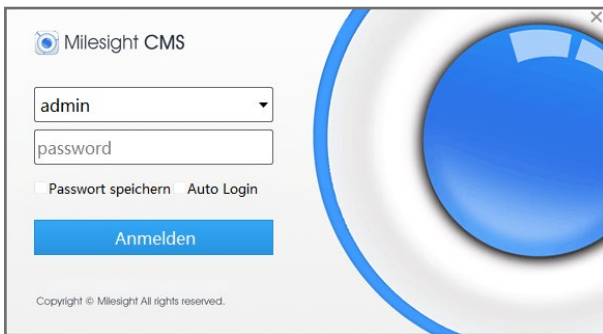 Milesight CMS
admin
password
Passwort speichern Auto Login
Anmelden
Copyright © Milesight All rights reserved.